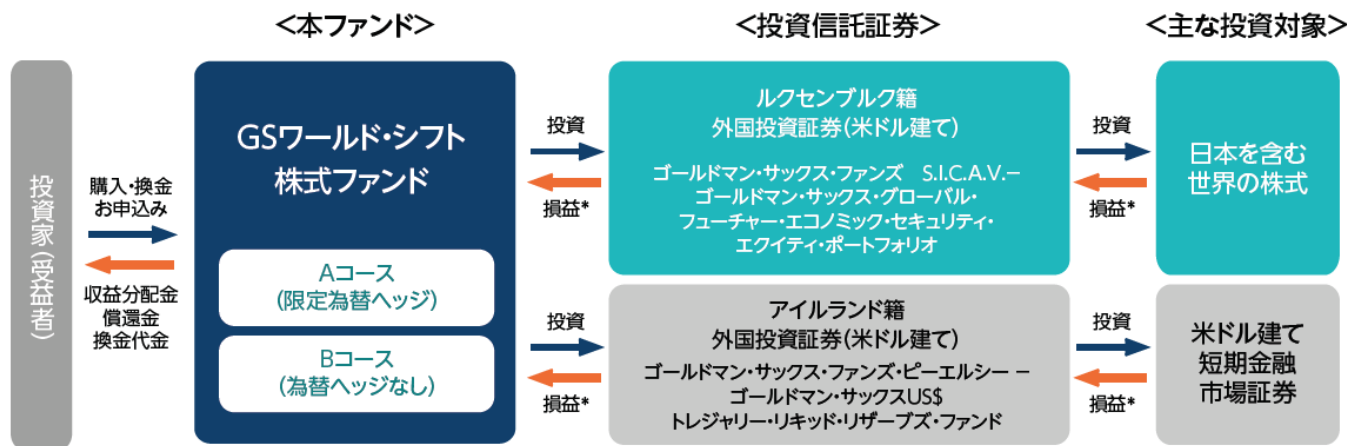 <本ファンド>
<投資信託証券>
<主な投資対象>
投資家(受益者)
購入・換金
お申込み
収益分配金
償還金
換金代金
GSワールド・シフト
株式ファンド
Aコース
(限定為替ヘッジ)
Bコース
(為替ヘッジなし)
投資
損益*
ルクセンブルク籍
外国投資証券(米ドル建て)
ゴールドマン・サックス・ファンズ S.I.C.A.V.−
ゴールドマン・サックス・グローバル・
フューチャー・エコノミック・セキュリティ・
エクイティ・ポートフォリオ
投資
損益*
日本を含む
世界の株式
投資
損益*
アイルランド籍
外国投資証券(米ドル建て)
ゴールドマン・サックス・ファンズ・ピーエルシー −
ゴールドマン・サックスUS$
トレジャリー・リキッド・リザーブズ・ファンド
投資
損益*
米ドル建て
短期金融
市場証券